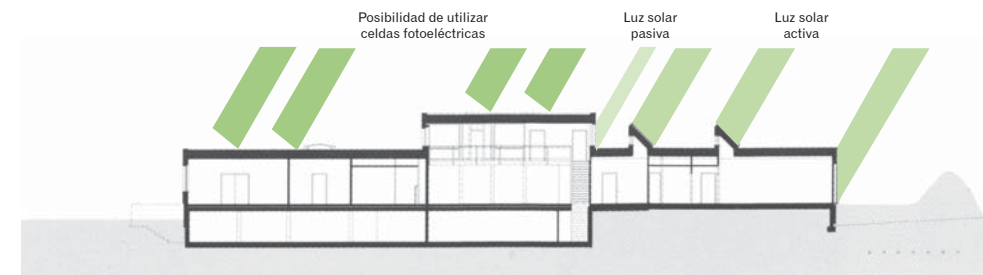 Posibilidad de utilizar
celdas fotoeléctricas
Luz solar
pasiva
Luz solar
activa